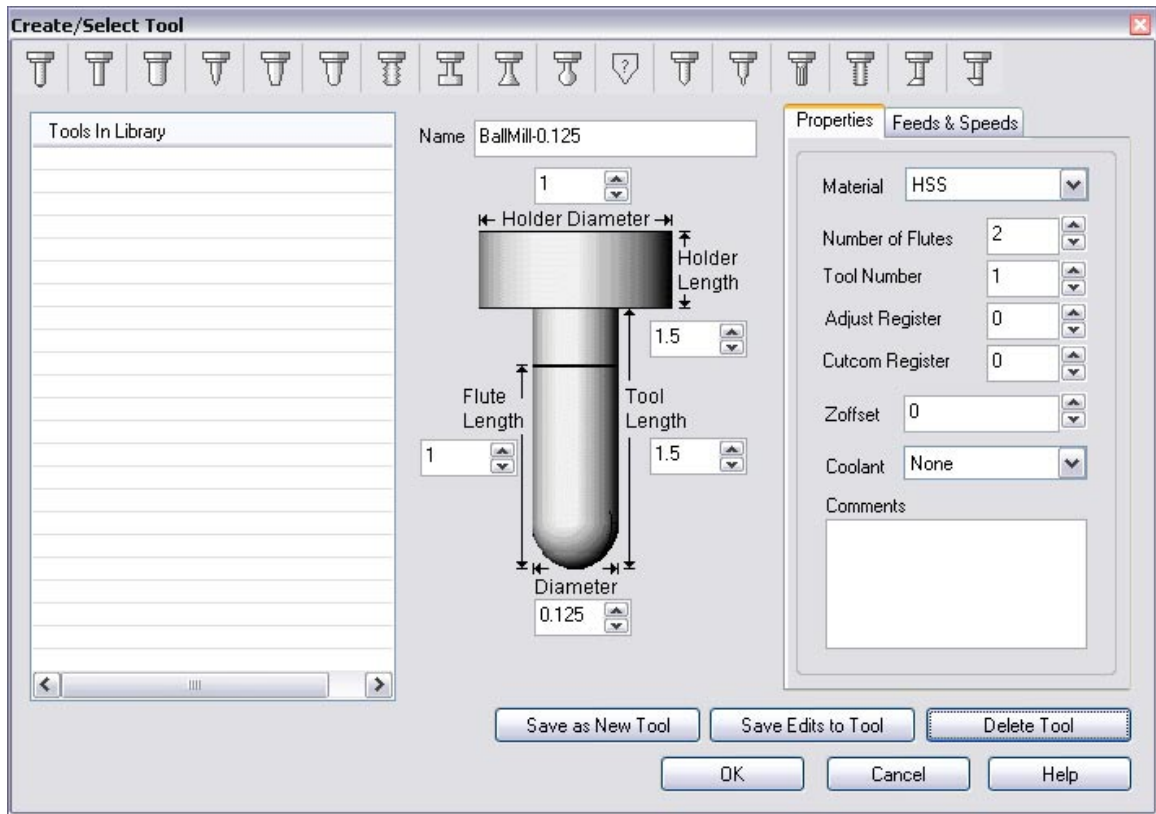 Create/Select Tool
?
Tools In Library
Name BallMill-0.125
1
Holder Diameter
Holder
Length
1.5
Flute
Length
1
Tool
Length
1.5
Diameter
0.125
Properties
Feeds & Speeds
Material HSS
Number of Flutes 2
Tool Number 1
Adjust Register 0
Cutcom Register 0
Zoffset 0
Coolant None
Comments
Save as New Tool
Save Edits to Tool
Delete Tool
OK
Cancel
Help